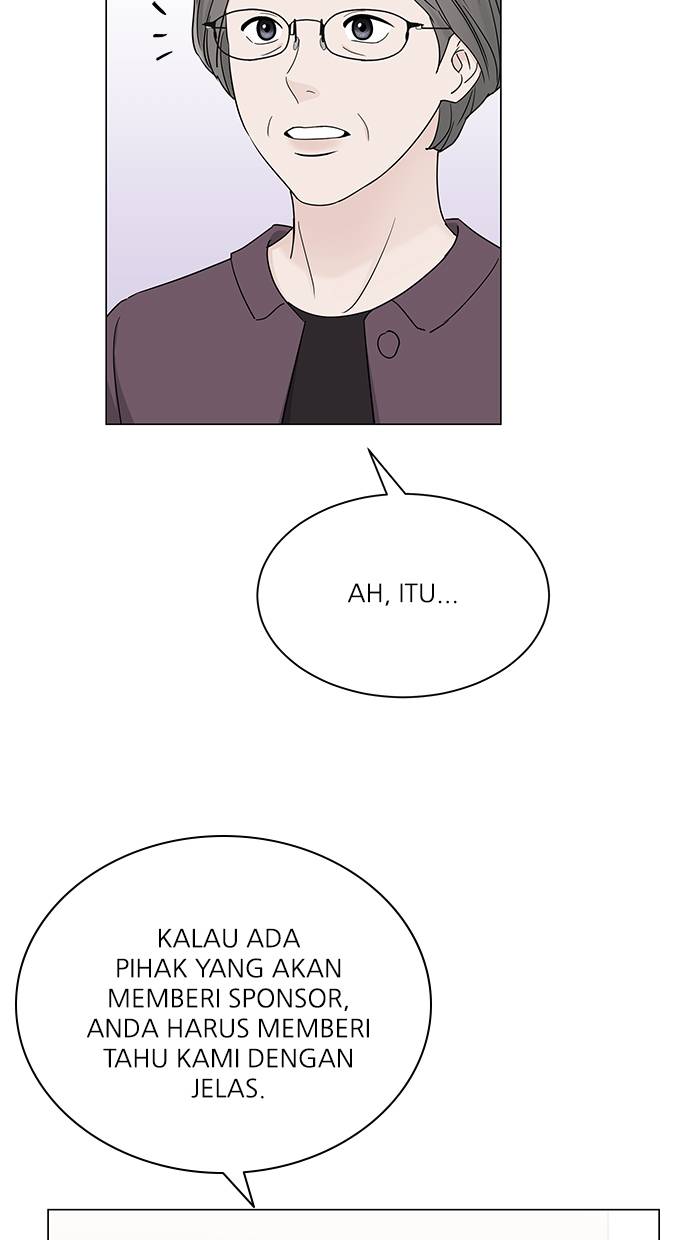 AH, ITU...
KALAU ADA
PIHAK YANG AKAN
MEMBERI SPONSOR,
ANDA HARUS MEMBERI
TAHU KAMI DENGAN
JELAS.